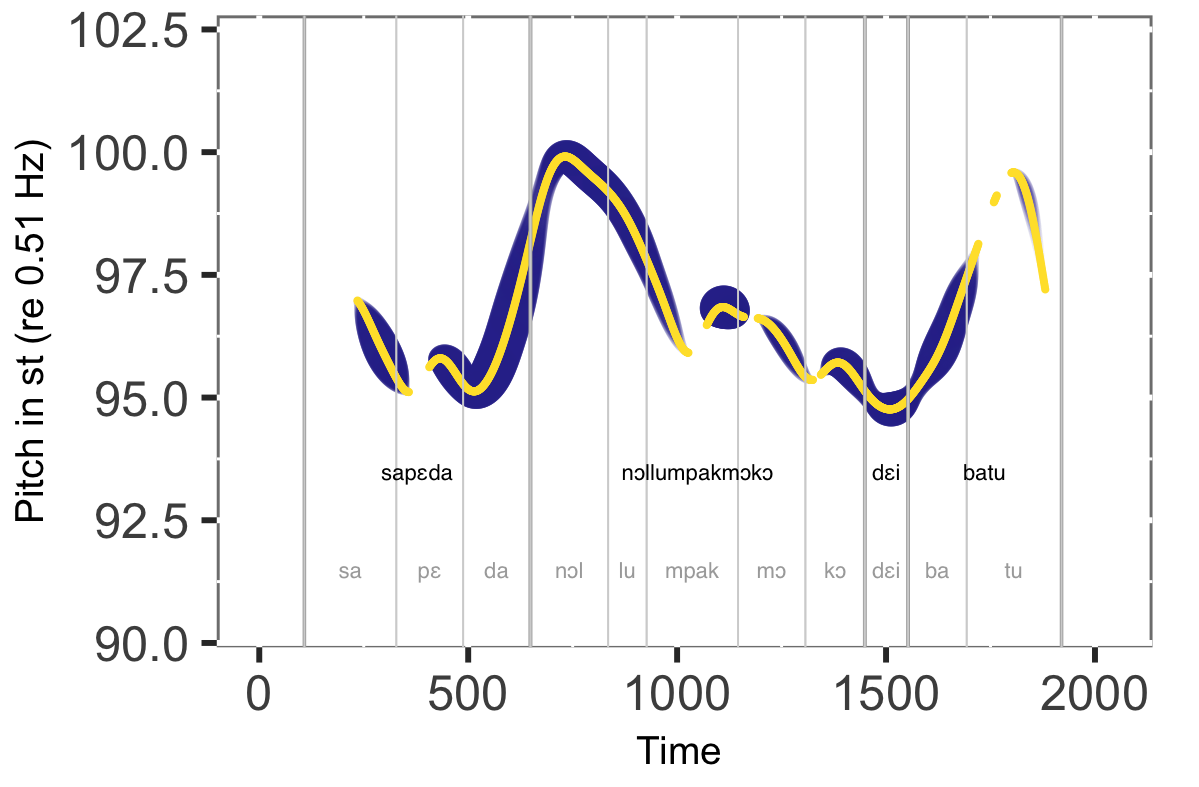 102.5
100.0
97.5
95.0
92.5
90.0
Pitch in st (re 0.51 Hz)
sapɛda nɔllumpakmɔkɔ dɛi batu
sa pɛ da nɔl lu mpak mɔ kɔ dɛi ba tu
0 500 1000 1500 2000
Time